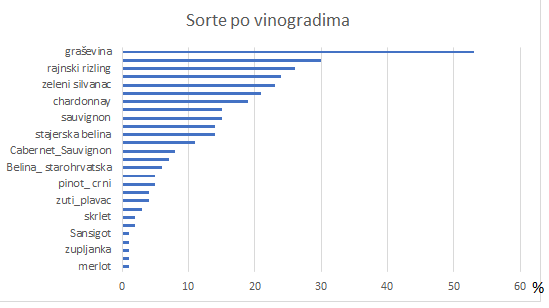 Sorte po vinogradima
graševina
rajnski rizling
zeleni silvanac
chardonnay
sauvignon
stajerska belina
Cabernet_Sauvignon
Belina_ starohrvatska
pinot_ crni
zuti_plavac
skrlet
Sansigot
zupljanka
merlot
0 10 20 30 40 50 60 %